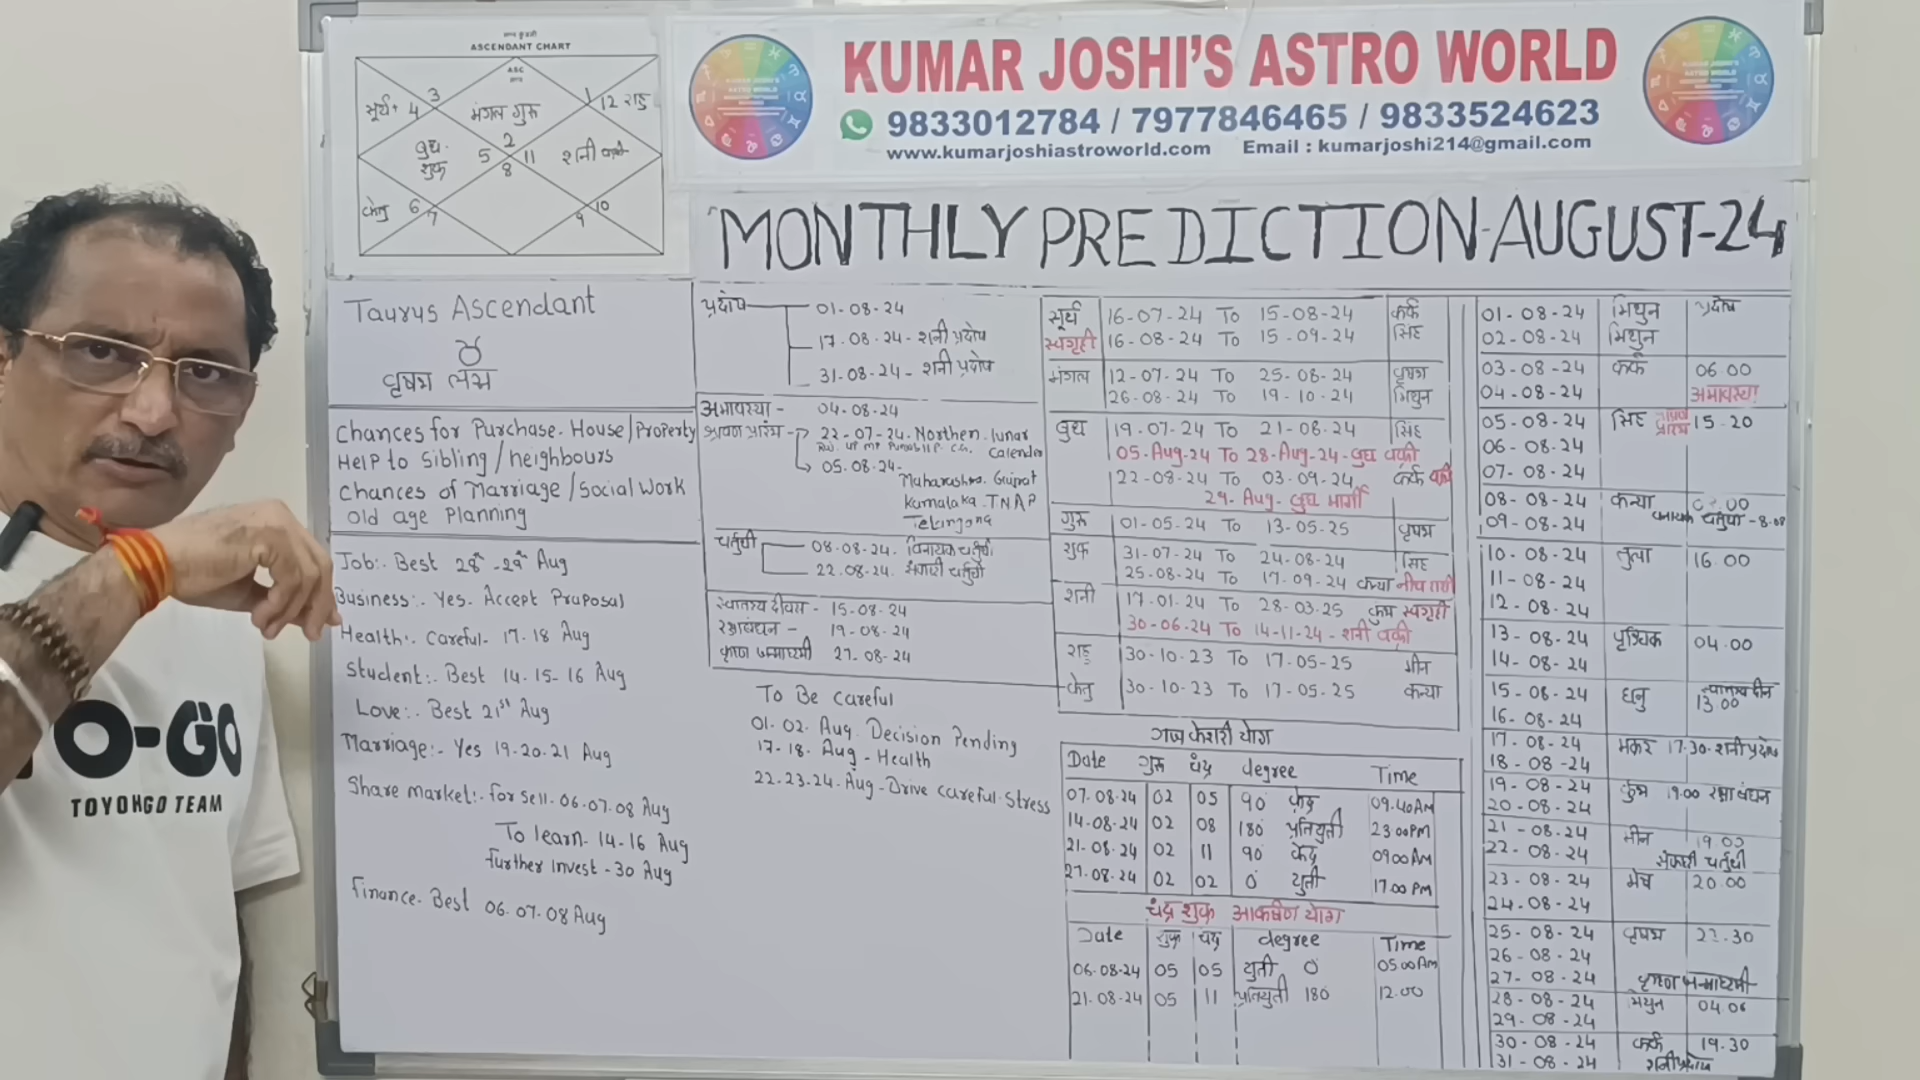 लग्न कुंडली
ASCENDANT CHART
ASC
लग्न
सूर्य+ 4
3
मंगल गुरु
1
12 राहु
बुध
शुक्र
5
2
8
11
शनी वक्री
केतु 6
7
9
10
KUMAR JOSHI'S ASTRO WORLD
9833012784 / 7977846465 / 9833524623
www.kumarjoshiastroworld.com Email : kumarjoshi214@gmail.com
MONTHLY PREDICTION-AUGUST-24
Taurus Ascendant
♉
वृषभ लग्न
Chances for Purchase. House/Property
Help to Sibling/neighbours
Chances of Marriage/Social Work
Old age Planning
Job:- Best 28th-29th Aug
Business:- Yes. Accept Praposal
Health:- Careful- 17-18 Aug
Student:- Best 14-15-16 Aug
Love:- Best 21st Aug
Marriage:- Yes 19-20-21 Aug
Share market:- for sell-06.07.08 Aug
To learn- 14-16 Aug
further invest-30 Aug
finance- Best 06.07.08 Aug
प्रदोष
01-08-24
17-08-24-शनी प्रदोष
31-08-24- शनी प्रदोष
अमावस्या- 04-08-24
श्रावण प्रारंभ- 22-07-24-Northen lunar
Calender
05.08-24-
Maharashtra. Gujrat
Karnataka. TNAP
Telangana
चतुर्थी
08-08-24. विनायक चतुर्थी
22.08-24. संकष्टी चतुर्थी
स्वातंत्र्य दीवस - 15-08-24
रक्षाबंधन - 19-08-24
कृष्ण जन्माष्टमी 27-08-24
To Be Careful
01-02. Aug. Decision Pending
17-18. Aug - Health
22.23-24. Aug-Drive Careful-Stress
सूर्य 16-07-24 To 15-08-24 कर्क
स्वगृही 16-08-24 To 15-09-24 सिंह
मंगल 12-07-24 To 25-08-24 वृषभ
26-08-24 To 19-10-24 मिथुन
बुध 19-07-24 To 21-08-24 सिंह
05-Aug-24 To 28-Aug-24-बुध वक्री
22-08-24 To 03-09-24 कर्क वक्री
29-Aug-बुध मार्गी
गुरु 01-05-24 To 13-05-25 वृषभ
शुक्र 31-07-24 To 24-08-24 सिंह
25-08-24 To 17-09-24 कन्या नीच राशी
शनी 17-01-24 To 28-03-25 कुंभ स्वगृही
30-06-24 To 14-11-24-शनी वक्री
राहू 30-10-23 To 17-05-25 मीन
केतु 30-10-23 To 17-05-25 कन्या
गज केशरी योग
Date गुरु चंद्र degree Time
07.08-24 02 05 90 केंद्र 09.40AM
14-08-24 02 08 180 प्रतियुती 23 00PM
21-08-24 02 11 90 केंद्र 0900AM
27-08-24 02 02 0 युती 17.00 PM
चंद्र शुक्र आकर्षण योग
Date शुक्र चंद्र degree Time
06-08-24 05 05 युती 0 0500AM
21-08-24 05 11 प्रतियुती 180 12.00
01-08-24 मिथुन प्रदोष
02-08-24 मिथुन
03-08-24 कर्क 06.00
04-08-24 अमावस्या
05-08-24 सिंह श्रावण प्रारंभ 15.20
06-08-24
07-08-24
08-08-24 कन्या
09-08-24 विनायक चतुर्थी
10-08-24 तुला 16.00
11-08-24
12-08-24
13-08-24 वृश्चिक 04.00
14-08-24
15-08-24 धनु 13.00
16-08-24
17-08-24 मकर 17.30-शनी प्रदोष
18-08-24
19-08-24 कुंभ 19.00 रक्षा बंधन
20-08-24
21-08-24 मीन
22-08-24 संकष्टी चतुर्थी
23-08-24 मेष 20.00
24-08-24
25-08-24 वृषभ
26-08-24
27-08-24 कृष्ण जन्माष्टमी
28-08-24
29-08-24
30-08-24 कर्क 19.30
31-08-24 शनी प्रदोष
O-GO
TOYOHGO TEAM